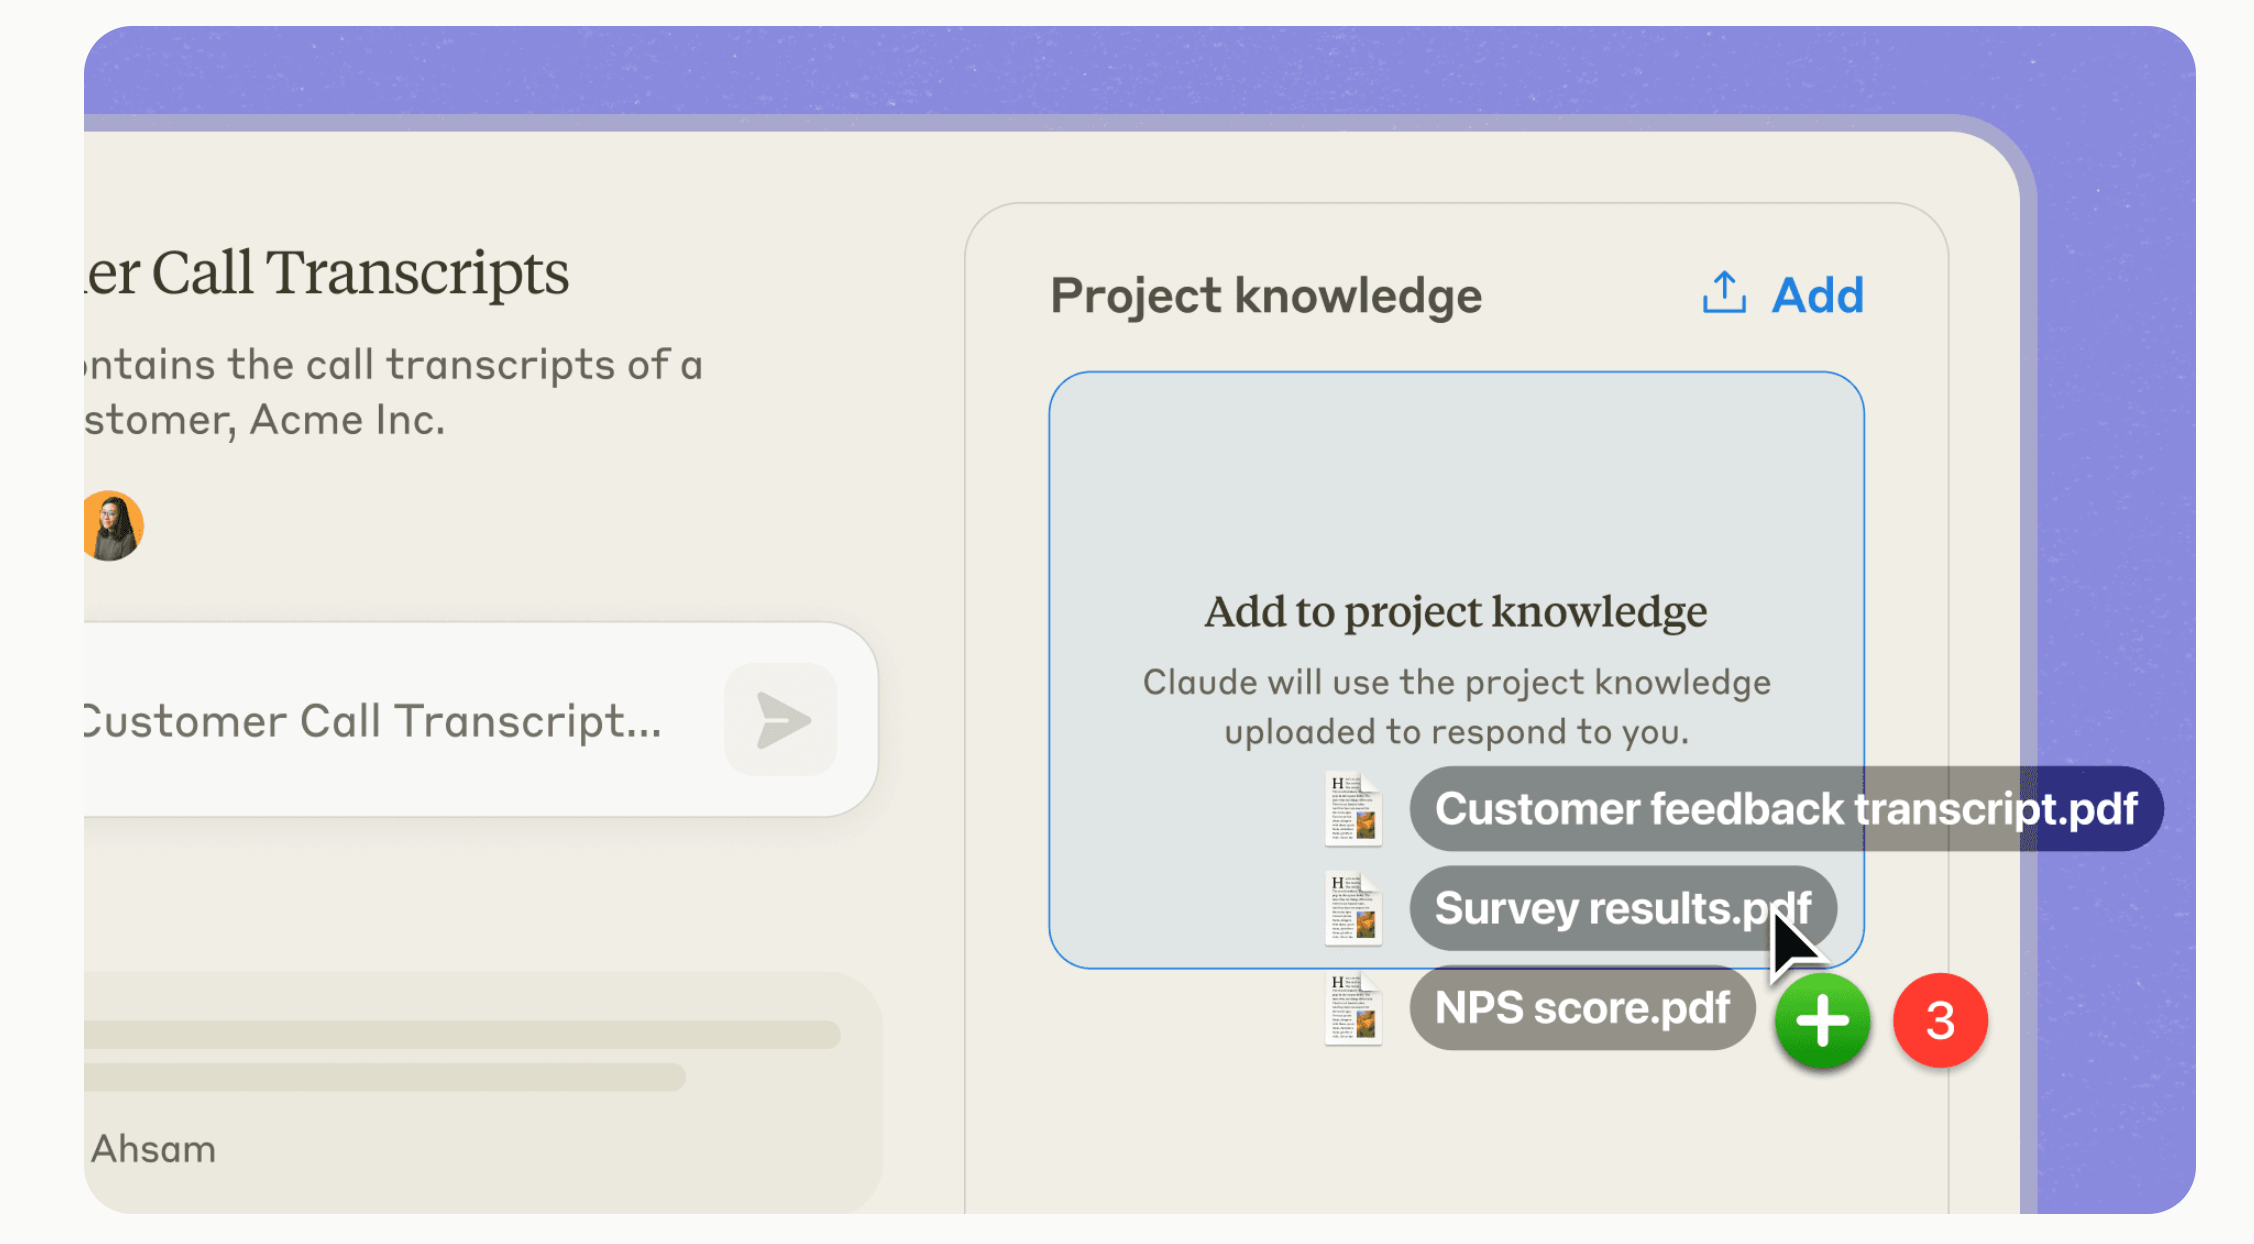 er Call Transcripts
ontains the call transcripts of a
stomer, Acme Inc.
Customer Call Transcript...
Ahsam
Project knowledge
Add
Add to project knowledge
Claude will use the project knowledge
uploaded to respond to you.
Customer feedback transcript.pdf
Survey results.pdf
NPS score.pdf
3